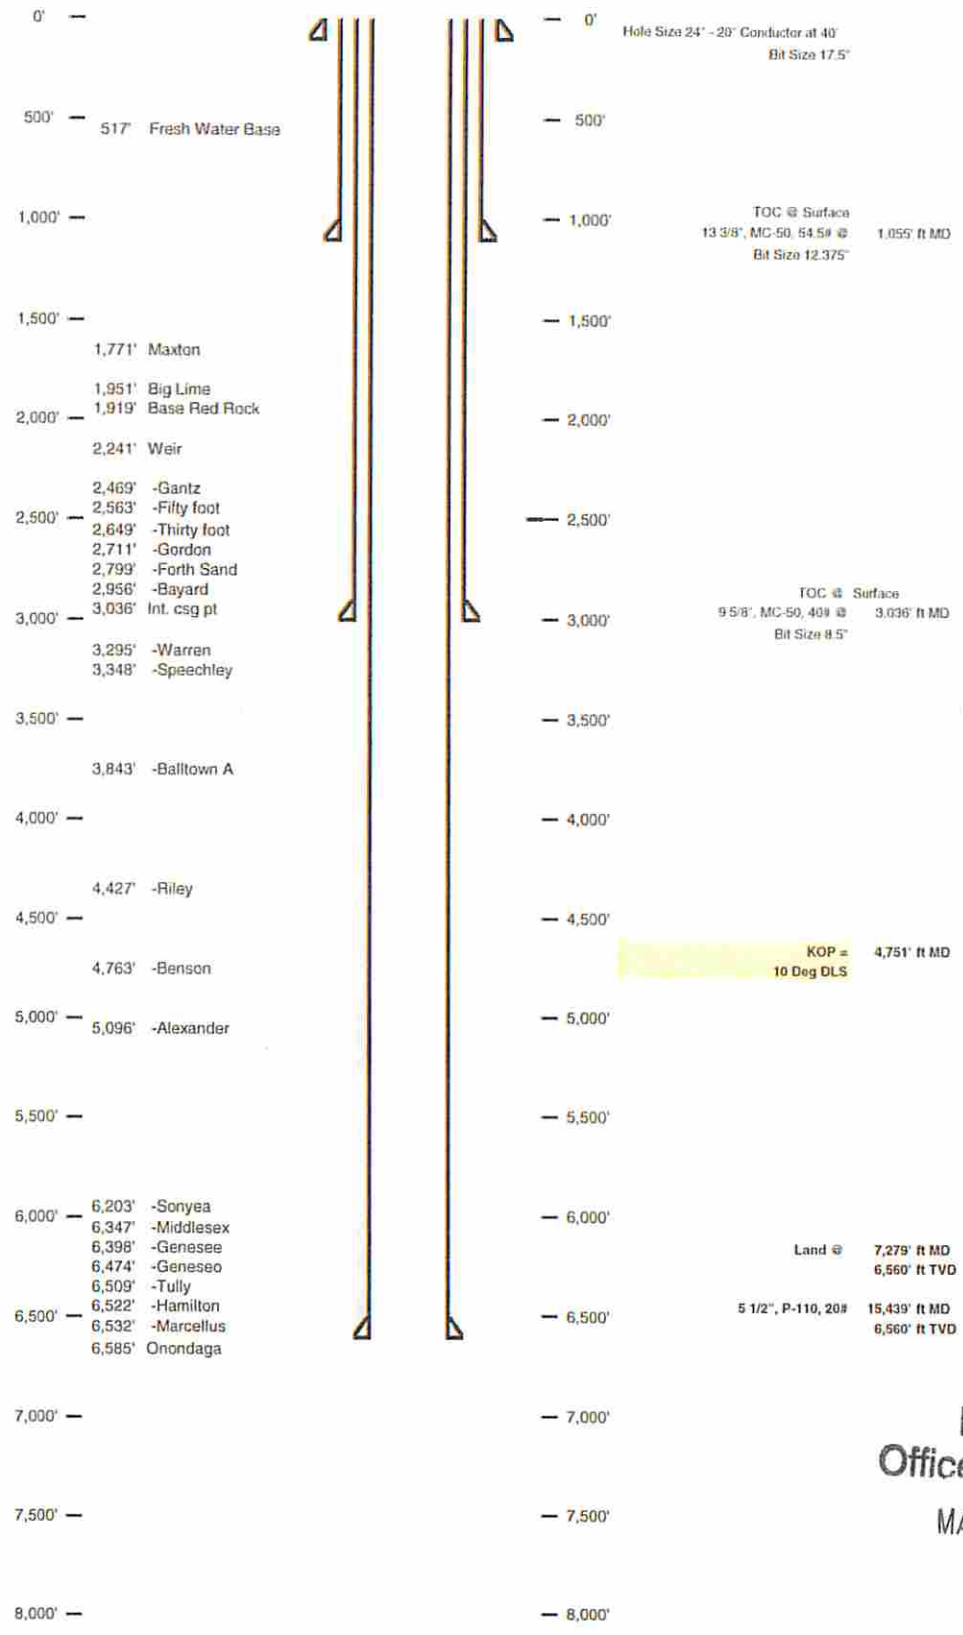 0' 0'
Hole Size 24" - 20" Conductor at 40'
Bit Size 17.5"
500' 500'
517' Fresh Water Base
1,000' 1,000'
TOC @ Surface
13 3/8", MC-50, 54.5# @ 1,055' ft MD
Bit Size 12.375"
1,500' 1,500'
1,771' Maxton
1,951' Big Lime
1,919' Base Red Rock
2,000' 2,000'
2,241' Weir
2,469' -Gantz
2,563' -Fifty foot
2,500' 2,500'
2,649' -Thirty foot
2,711' -Gordon
2,799' -Forth Sand
2,956' -Bayard
3,036' Int. csg pt
3,000' 3,000'
TOC @ Surface
9 5/8", MC-50, 40# @ 3,036' ft MD
Bit Size 8.5"
3,295' -Warren
3,348' -Speechley
3,500' 3,500'
3,843' -Balltown A
4,000' 4,000'
4,427' -Riley
4,500' 4,500'
KOP = 4,751' ft MD
10 Deg DLS
4,763' -Benson
5,000' 5,000'
5,096' -Alexander
5,500' 5,500'
6,203' -Sonyea
6,000' 6,000'
6,347' -Middlesex
6,398' -Genesee
6,474' -Geneseo
6,509' -Tully
6,522' -Hamilton
6,500' 6,500'
6,532' -Marcellus
6,585' Onondaga
Land @ 7,279' ft MD
6,560' ft TVD
5 1/2", P-110, 20# 15,439' ft MD
6,560' ft TVD
7,000' 7,000'
Office
MA
7,500' 7,500'
8,000' 8,000'